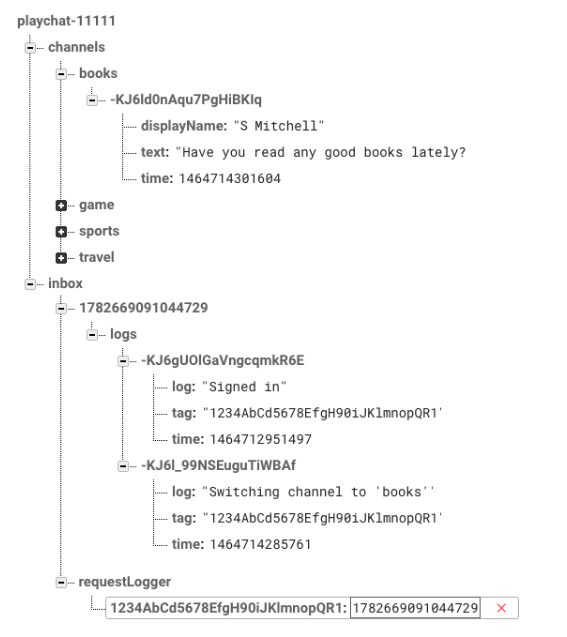 playchat-11111
channels
books
-KJ6ld0nAqu7PgHiBKIq
displayName: "S Mitchell"
text: "Have you read any good books lately?
time: 1464714301604
game
sports
travel
inbox
1782669091044729
logs
-KJ6gUOlGaVngcqmkR6E
log: "Signed in"
tag: "1234AbCd5678EfgH90iJKlmnopQR1'
time: 1464712951497
-KJ6l_99NSEuguTiWBAf
log: "Switching channel to 'books''
tag: "1234AbCd5678EfgH90iJKlmnopQR1'
time: 1464714285761
requestLogger
1234AbCd5678EfgH90iJKlmnopQR1: 1782669091044729